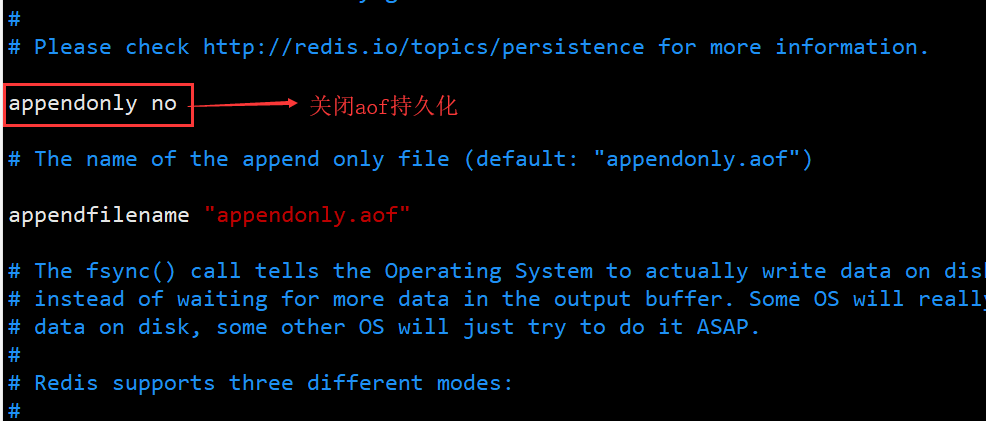 #
# Please check http://redis.io/topics/persistence for more information.
appendonly no
关闭aof持久化
# The name of the append only file (default: "appendonly.aof")
appendfilename "appendonly.aof"
# The fsync() call tells the Operating System to actually write data on disk
# instead of waiting for more data in the output buffer. Some OS will really
# data on disk, some other OS will just try to do it ASAP.
#
# Redis supports three different modes:
#